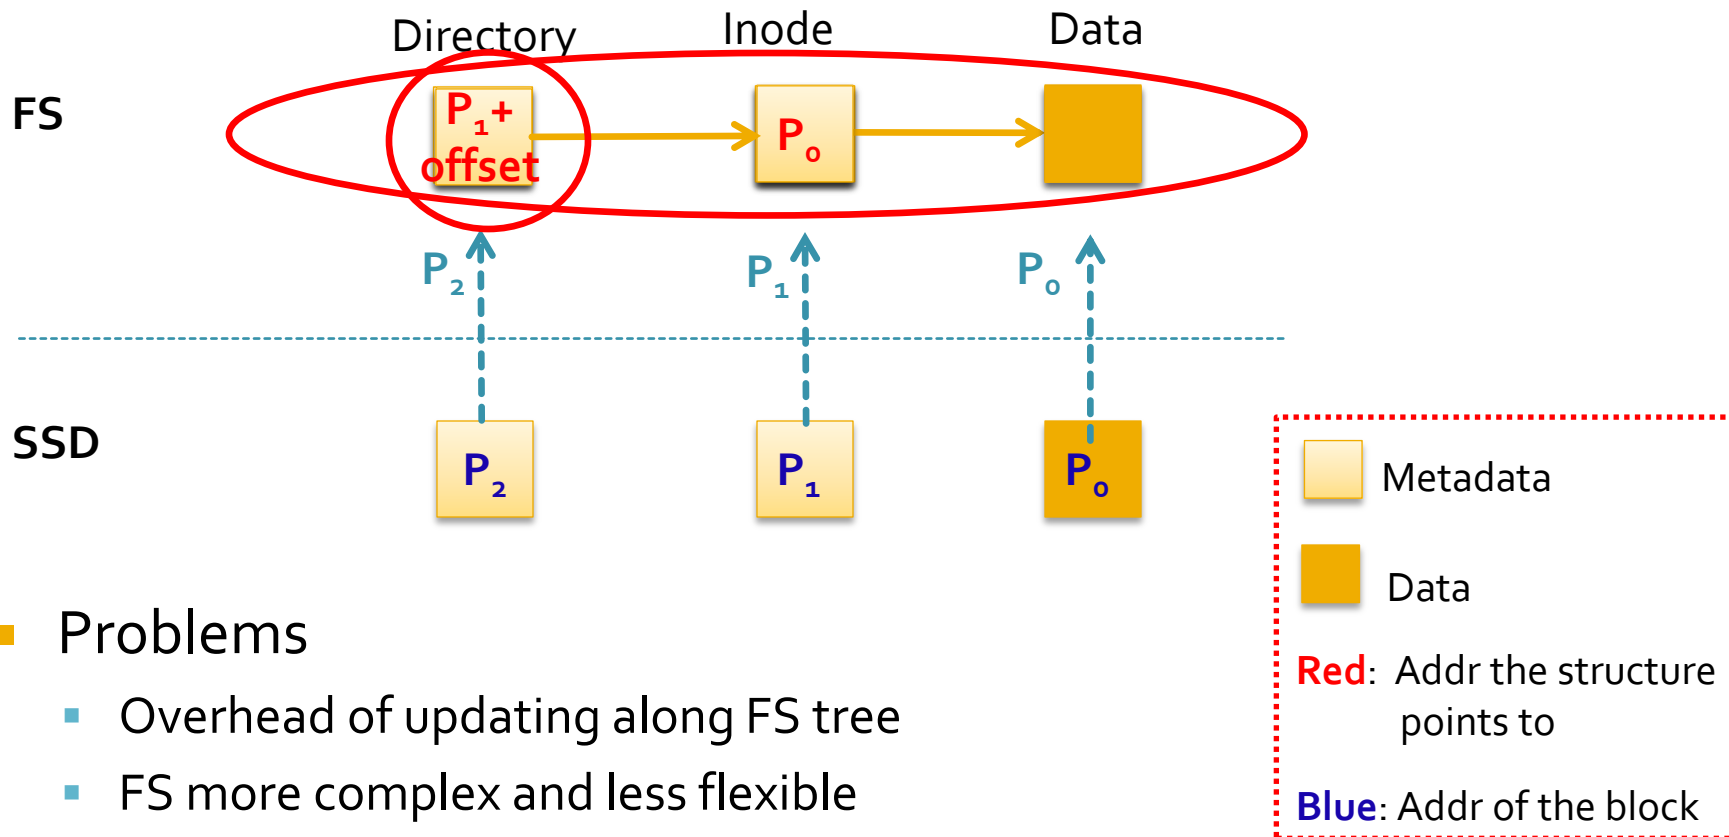 Directory Inode Data
FS
P₁+
offset
P₀
P₂ P₁ P₀
SSD
P₂ P₁ P₀
Metadata
Data
Problems
Overhead of updating along FS tree
FS more complex and less flexible
Red: Addr the structure
points to
Blue: Addr of the block